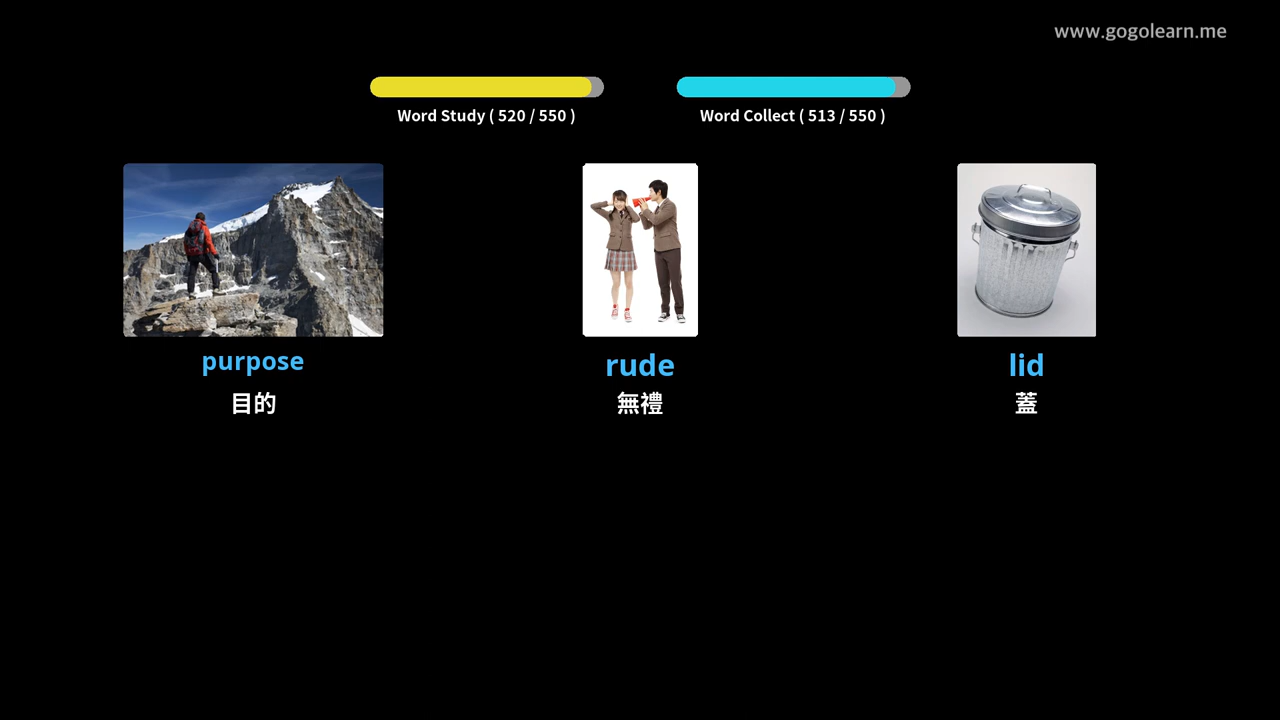 www.gogolearn.me
Word Study ( 520 / 550 )
Word Collect ( 513 / 550 )
purpose
目的
rude
無禮
lid
蓋